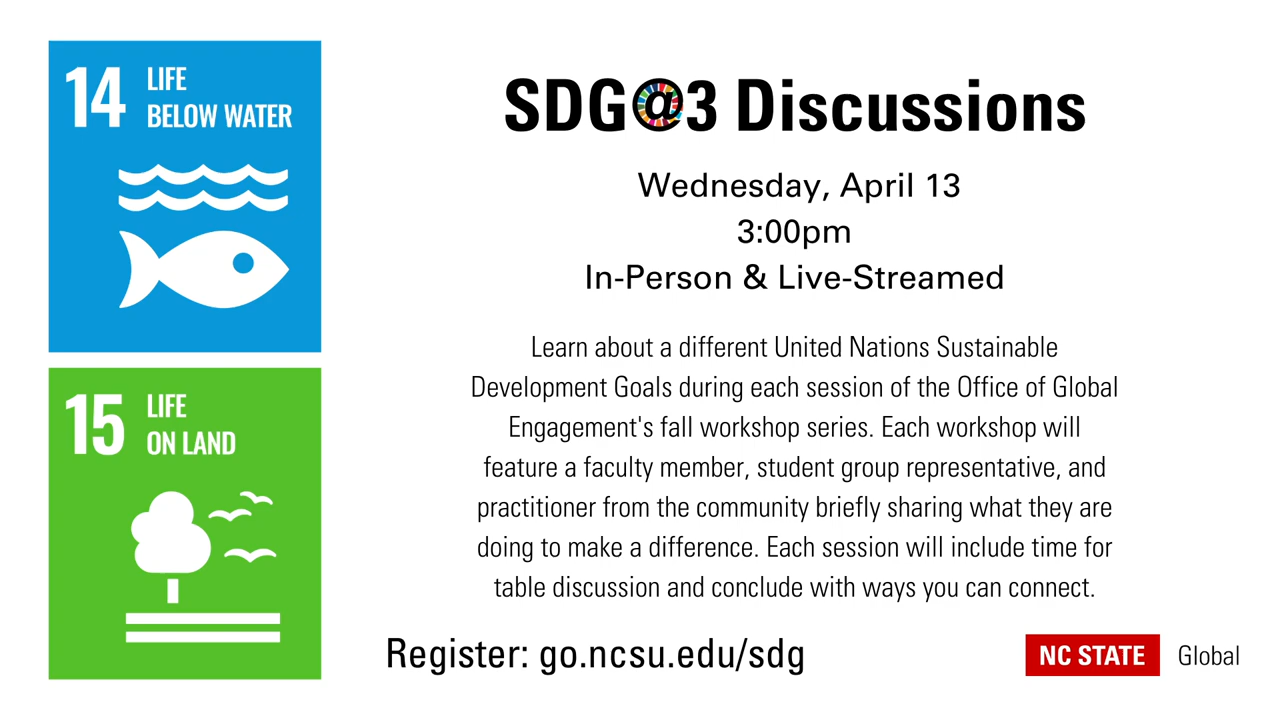 14 LIFE
BELOW WATER
15 LIFE
ON LAND
SDG@3 Discussions
Wednesday, April 13
3:00pm
In-Person & Live-Streamed
Learn about a different United Nations Sustainable
Development Goals during each session of the Office of Global
Engagement's fall workshop series. Each workshop will
feature a faculty member, student group representative, and
practitioner from the community briefly sharing what they are
doing to make a difference. Each session will include time for
table discussion and conclude with ways you can connect.
Register: go.ncsu.edu/sdg
NC STATE Global